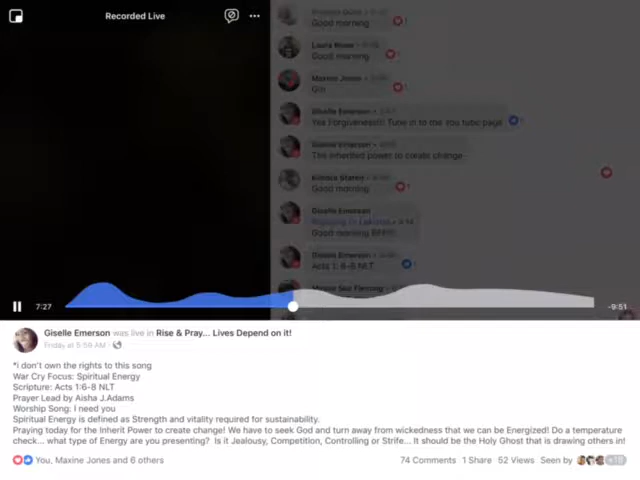 Recorded Live
Good morning
Laura
Good morning
Maxine Jones
Gm
Giselle Emerson
Yes Forgiveness!!! Tune in to the You tube page
Giselle Emerson
The inherited power to create change
Good morning
Giselle Emerson
Good morning BFF!!!
Giselle Emerson
Acts 1: 6-8 NLT
7:27
-9:51
Giselle Emerson was live in Rise & Pray... Lives Depend on it!
Friday at 5:59 AM
*i don't own the rights to this song
War Cry Focus: Spiritual Energy
Scripture: Acts 1:6-8 NLT
Prayer Lead by Aisha J.Adams
Worship Song: I need you
Spiritual Energy is defined as Strength and vitality required for sustainability.
Praying today for the Inherit Power to create change! We have to seek God and turn away from wickedness that we can be Energized! Do a temperature
check... what type of Energy are you presenting? Is it Jealousy, Competition, Controlling or Strife... It should be the Holy Ghost that is drawing others in!
You, Maxine Jones and 6 others
74 Comments 1 Share 52 Views Seen by